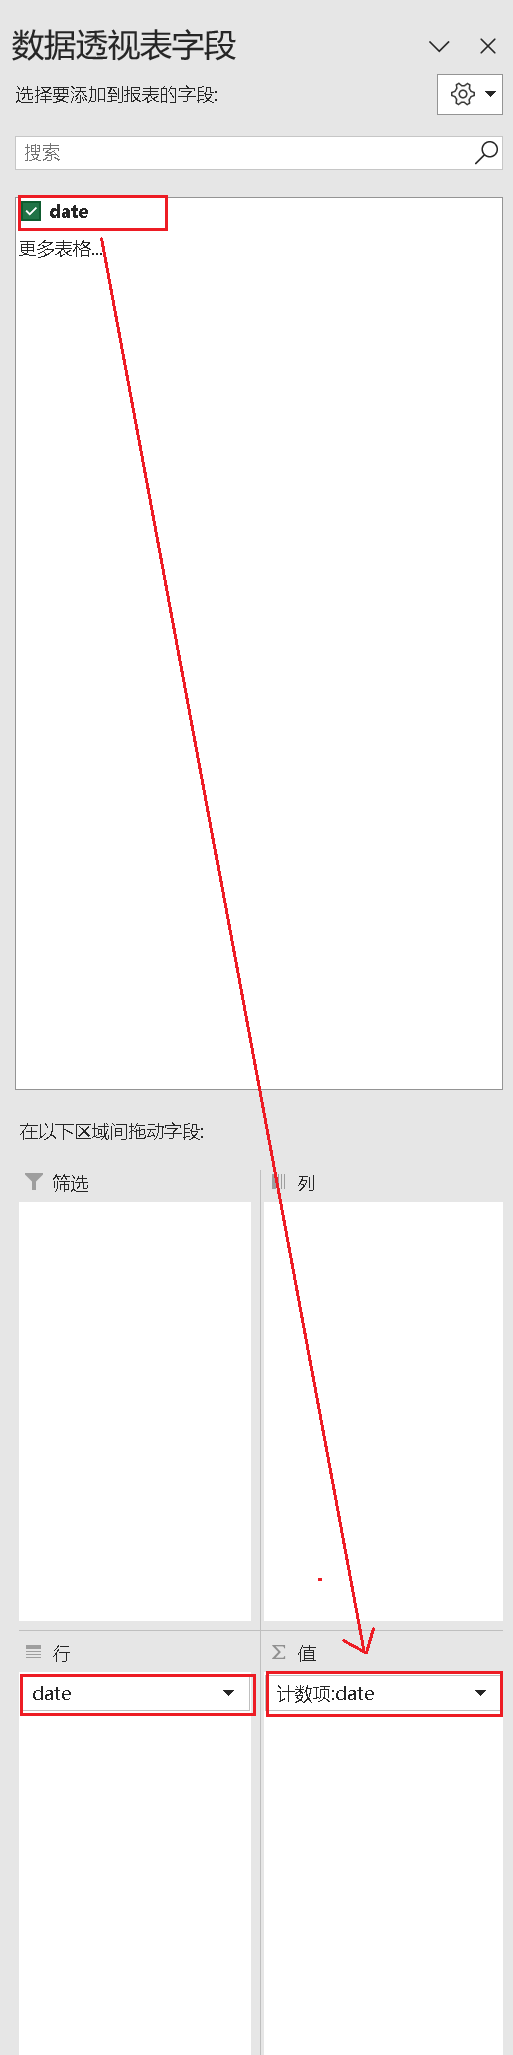 数据透视表字段
选择要添加到报表的字段:
搜索
date
更多表格...
在以下区域间拖动字段:
筛选
列
行
Σ 值
date
计数项:date